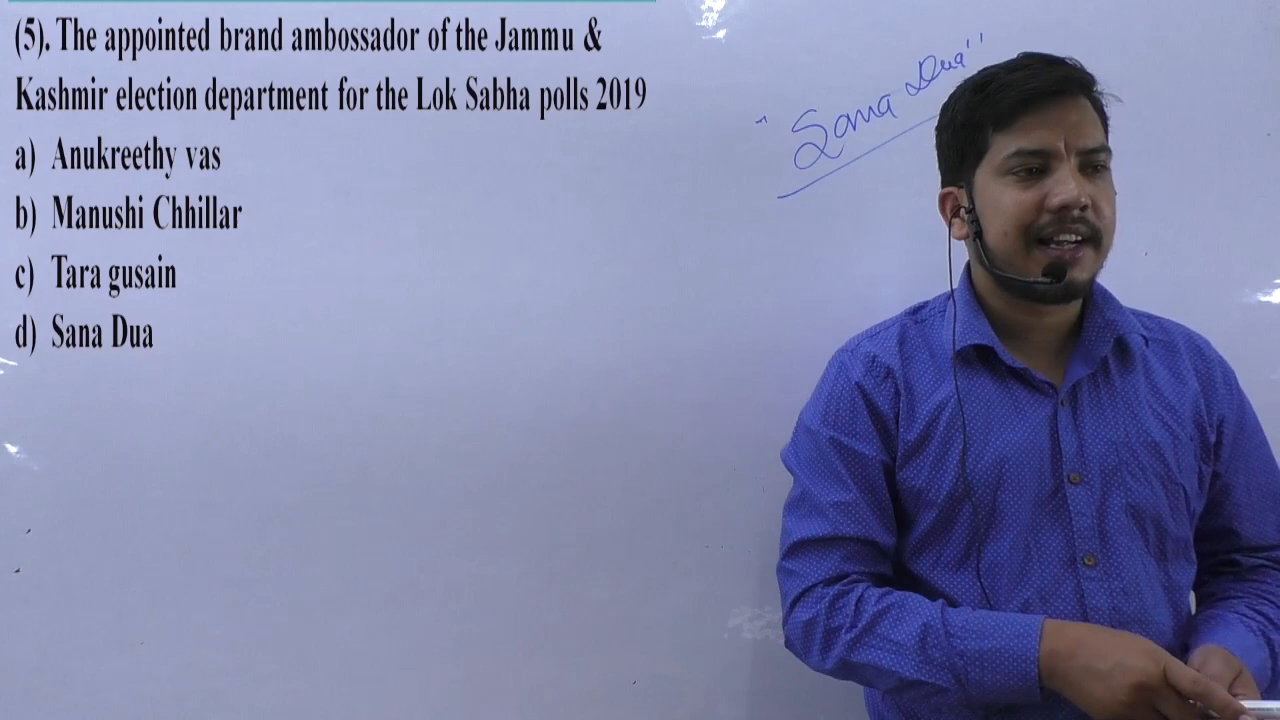 (5). The appointed brand ambossador of the Jammu &
Kashmir election department for the Lok Sabha polls 2019
a) Anukreethy vas
b) Manushi Chhillar
c) Tara gusain
d) Sana Dua
"Sana Dua"